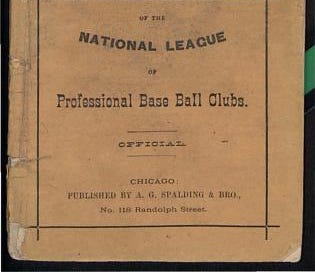 OF THE
NATIONAL LEAGUE
OF
Professional Base Ball Clubs.
OFFICIAL.
CHICAGO:
PUBLISHED BY A. G. SPALDING & BRO.,
No. 118 Randolph Street.